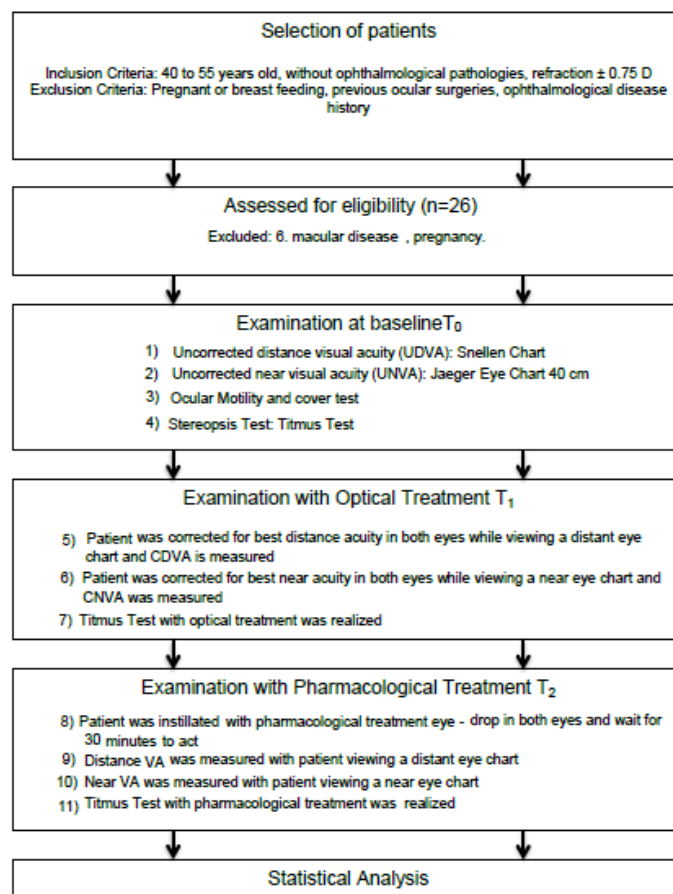 Selection of patients
Inclusion Criteria: 40 to 55 years old, without ophthalmological pathologies, refraction ± 0.75 D
Exclusion Criteria: Pregnant or breast feeding, previous ocular surgeries, ophthalmological disease
history
Assessed for eligibility (n=26)
Excluded: 6. macular disease , pregnancy.
Examination at baselineT₀
1) Uncorrected distance visual acuity (UDVA): Snellen Chart
2) Uncorrected near visual acuity (UNVA): Jaeger Eye Chart 40 cm
3) Ocular Motility and cover test
4) Stereopsis Test: Titmus Test
Examination with Optical Treatment T₁
5) Patient was corrected for best distance acuity in both eyes while viewing a distant eye
chart and CDVA is measured
6) Patient was corrected for best near acuity in both eyes while viewing a near eye chart and
CNVA was measured
7) Titmus Test with optical treatment was realized
Examination with Pharmacological Treatment T₂
8) Patient was instillated with pharmacological treatment eye - drop in both eyes and wait for
30 minutes to act
9) Distance VA was measured with patient viewing a distant eye chart
10) Near VA was measured with patient viewing a near eye chart
11) Titmus Test with pharmacological treatment was realized
Statistical Analysis